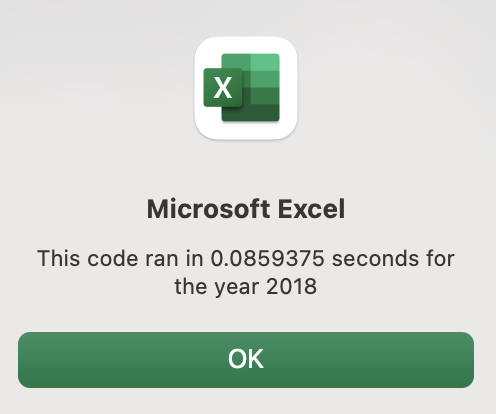 X
Microsoft Excel
This code ran in 0.0859375 seconds for
the year 2018
OK